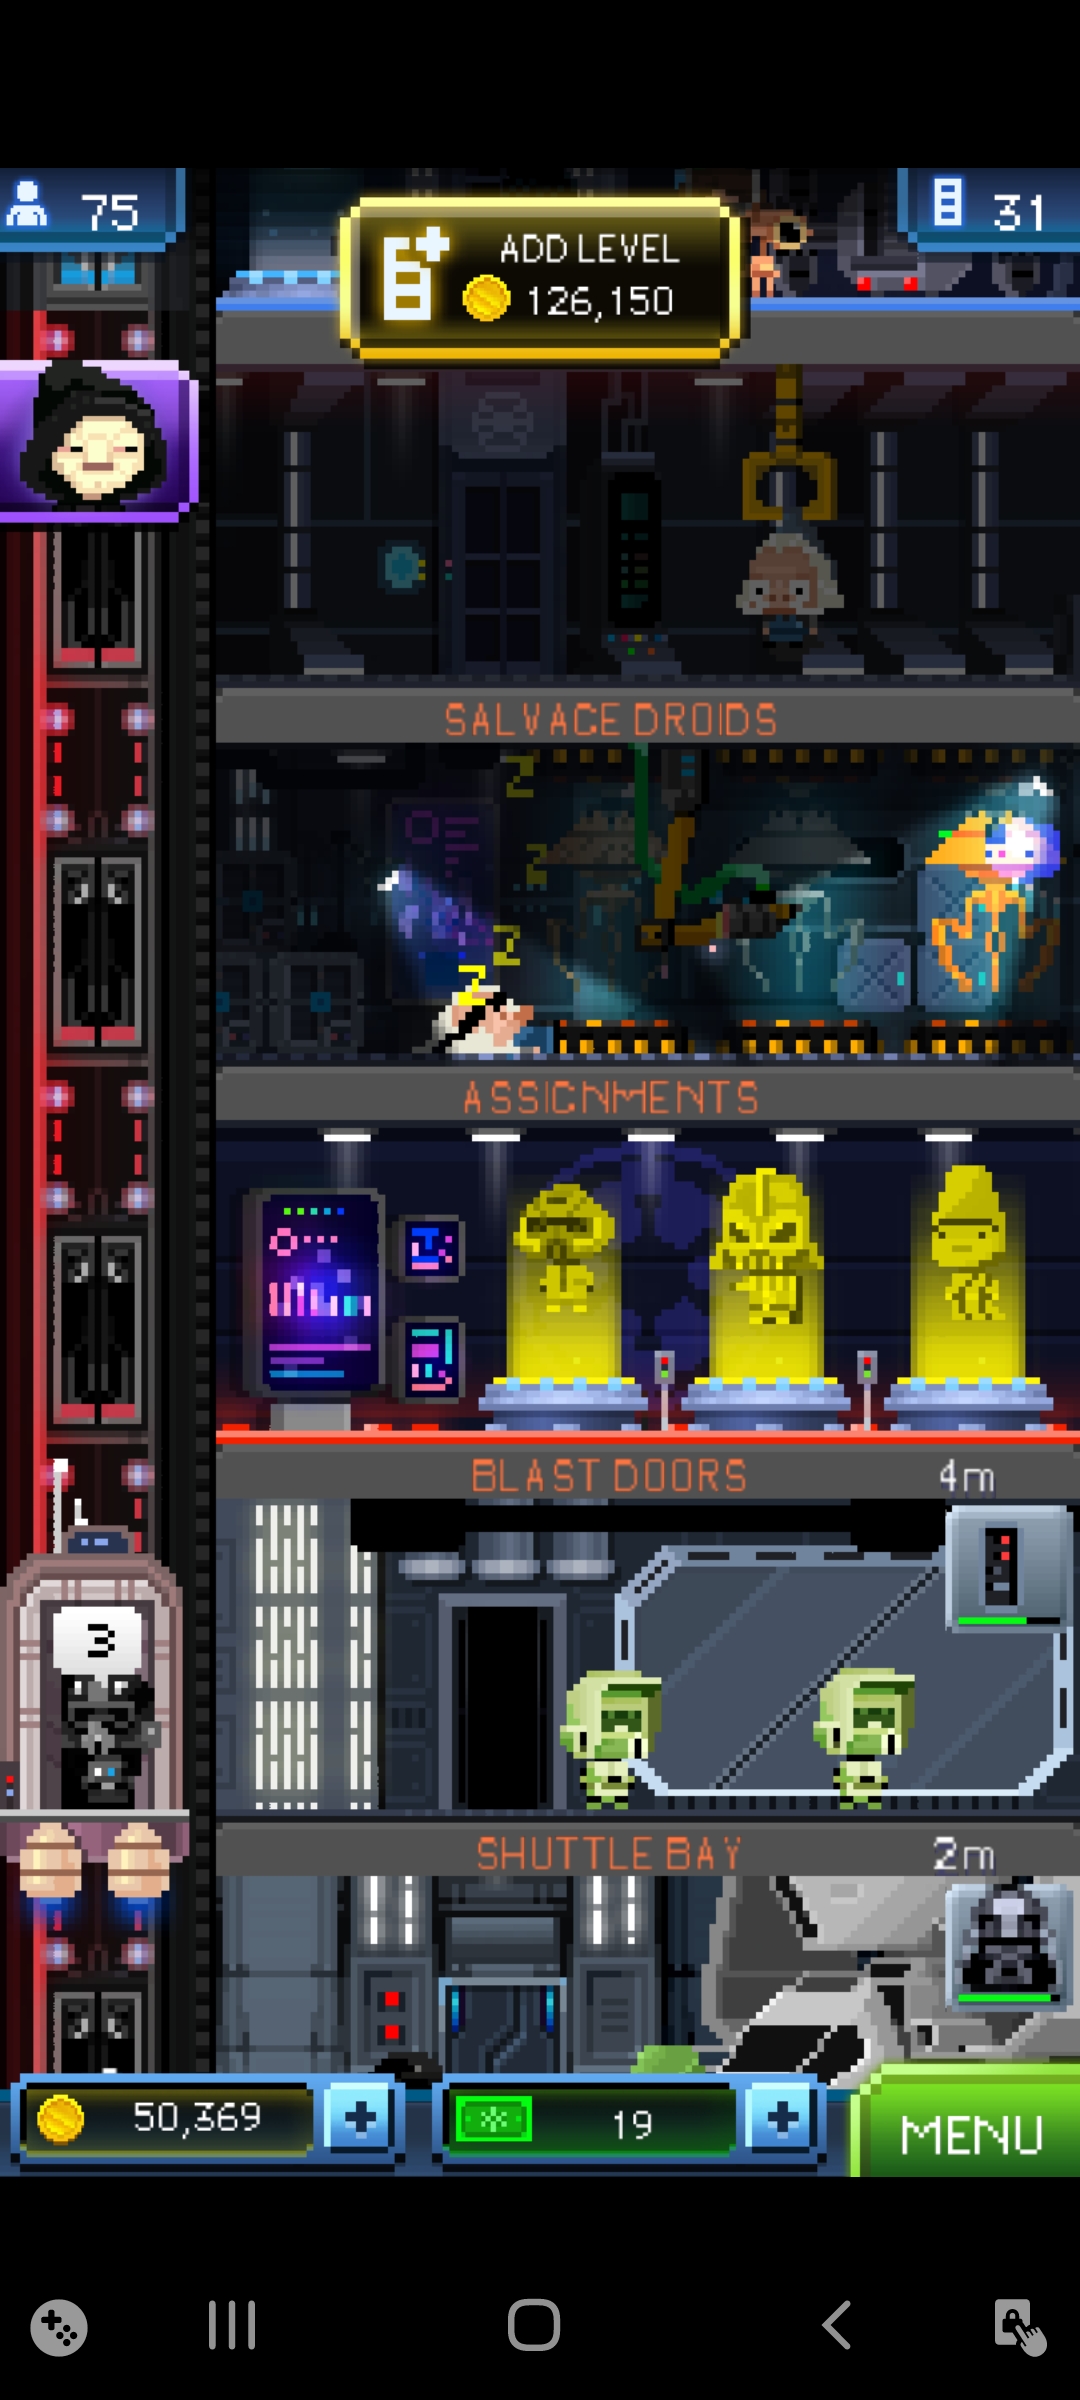 75
31
ADD LEVEL
126,150
SALVAGE DROIDS
Z
Z
Z
Z
ASSIGNMENTS
BLAST DOORS 4m
3
SHUTTLE BAY 2m
50,369
19
MENU